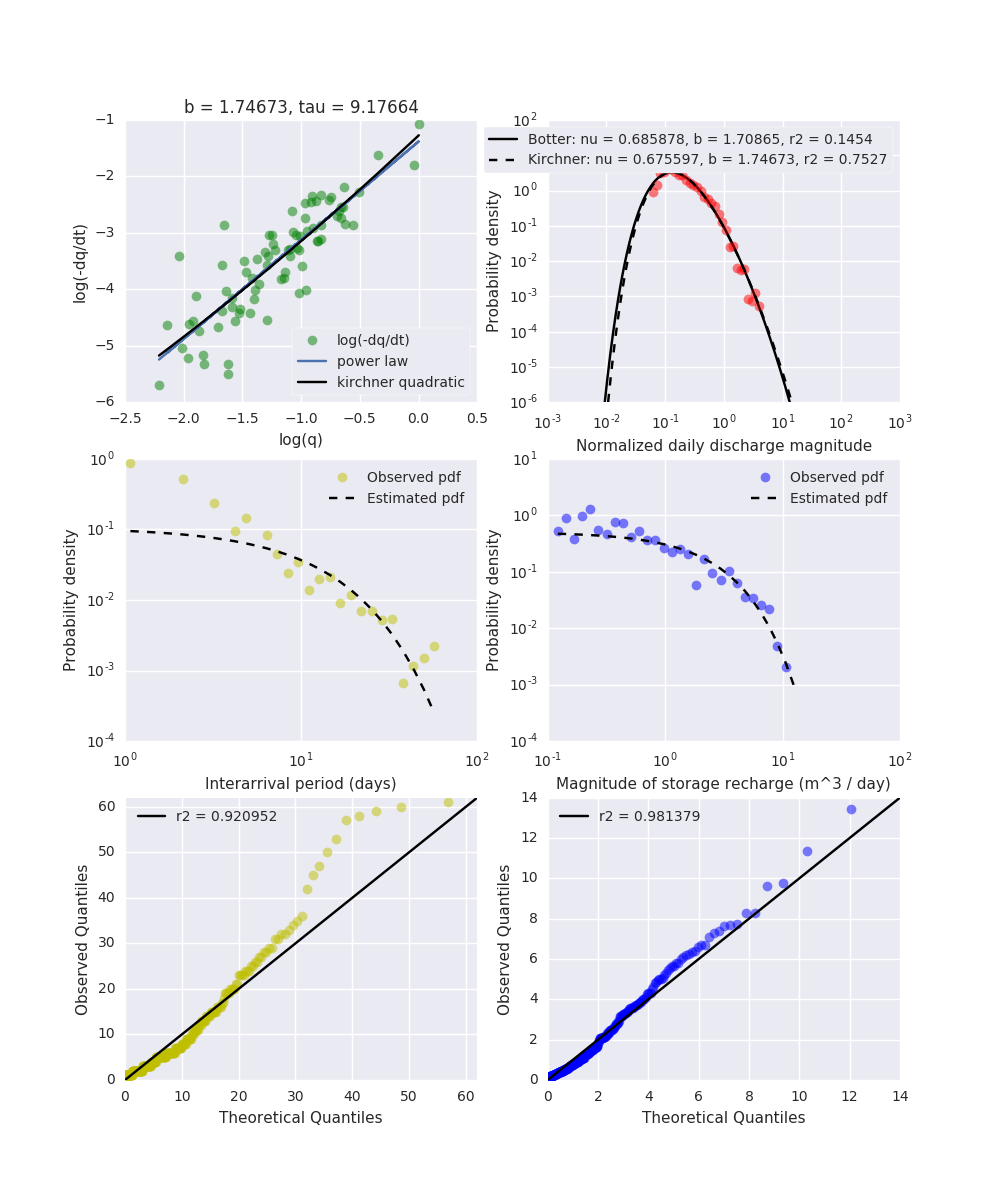 b = 1.74673, tau = 9.17664
−1
−2
−3
−4
−5
−6
log(-dq/dt)
log(-dq/dt)
power law
kirchner quadratic
−2.5 −2.0 −1.5 −1.0 −0.5 0.0 0.5
log(q)
10^2
Botter: nu = 0.685878, b = 1.70865, r2 = 0.1454
Kirchner: nu = 0.675597, b = 1.74673, r2 = 0.7527
10^0
10^-1
10^-2
10^-3
10^-4
10^-5
10^-6
Probability density
10^-3 10^-2 10^-1 10^0 10^1 10^2 10^3
Normalized daily discharge magnitude
10^0
10^-1
10^-2
10^-3
10^-4
Probability density
Observed pdf
Estimated pdf
10^0 10^1 10^2
Interarrival period (days)
10^1
10^0
10^-1
10^-2
10^-3
10^-4
Probability density
Observed pdf
Estimated pdf
10^-1 10^0 10^1 10^2
Magnitude of storage recharge (m^3 / day)
60
50
40
30
20
10
0
Observed Quantiles
r2 = 0.920952
0 10 20 30 40 50 60
Theoretical Quantiles
14
12
10
8
6
4
2
0
Observed Quantiles
r2 = 0.981379
0 2 4 6 8 10 12 14
Theoretical Quantiles